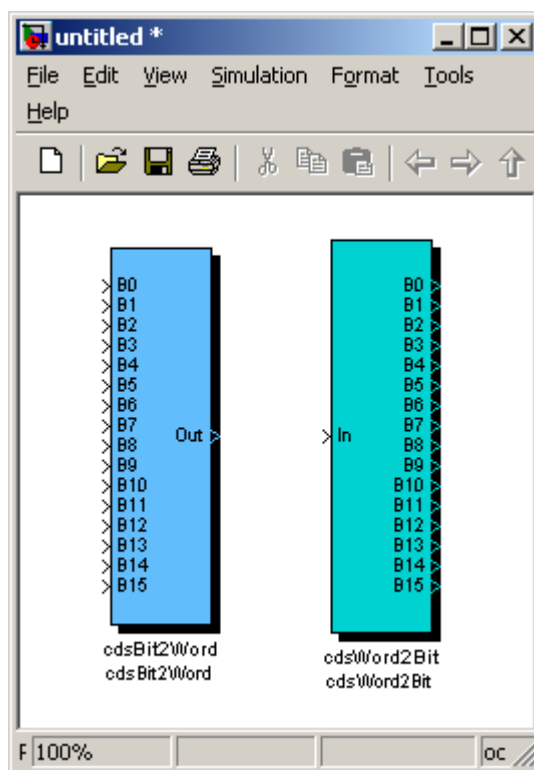 untitled *
File Edit View Simulation Format Tools
Help
B0
B1
B2
B3
B4
B5
B6
B7
B8
B9
B10
B11
B12
B13
B14
B15
Out
cdsBit2Word
cdsBit2Word
In
B0
B1
B2
B3
B4
B5
B6
B7
B8
B9
B10
B11
B12
B13
B14
B15
cdsWord2Bit
cdsWord2Bit
F 100% oc